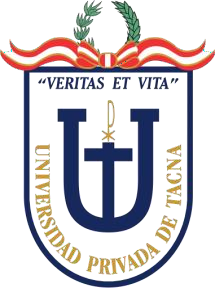 "VERITAS ET VITA"
UNIVERSIDAD PRIVADA DE TACNA